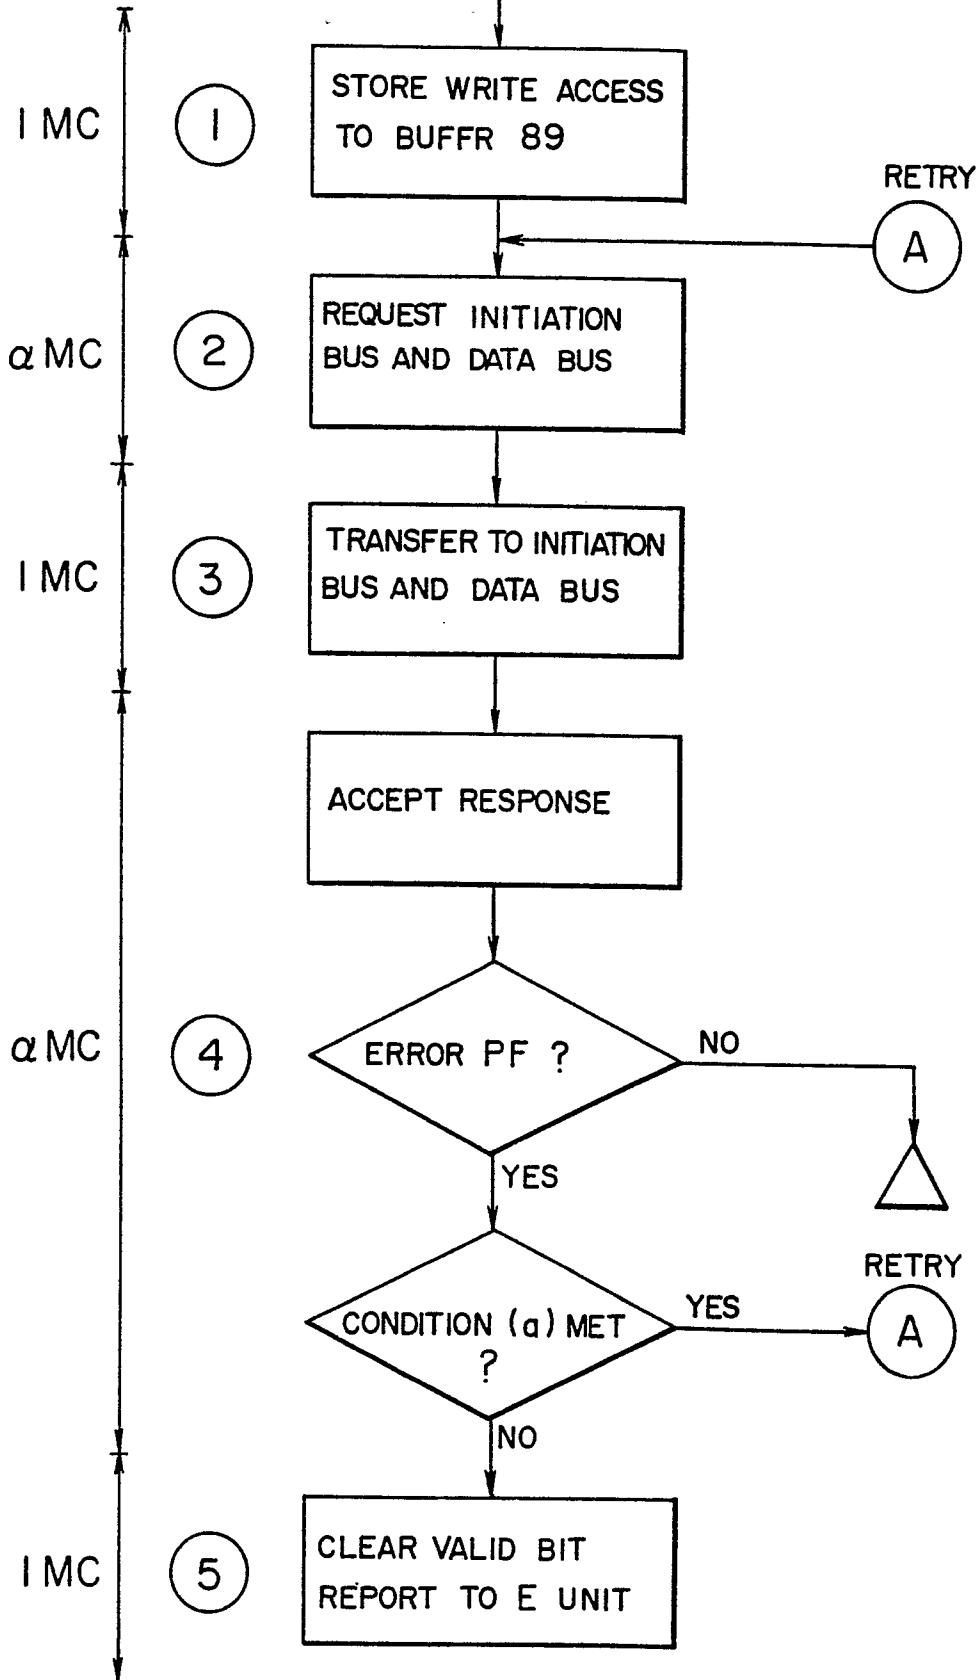 1 MC
1
STORE WRITE ACCESS
TO BUFFR 89
RETRY
A
α MC
2
REQUEST INITIATION
BUS AND DATA BUS
1 MC
3
TRANSFER TO INITIATION
BUS AND DATA BUS
ACCEPT RESPONSE
α MC
4
ERROR PF ?
NO
YES
RETRY
CONDITION (a) MET
?
YES
A
NO
1 MC
5
CLEAR VALID BIT
REPORT TO E UNIT